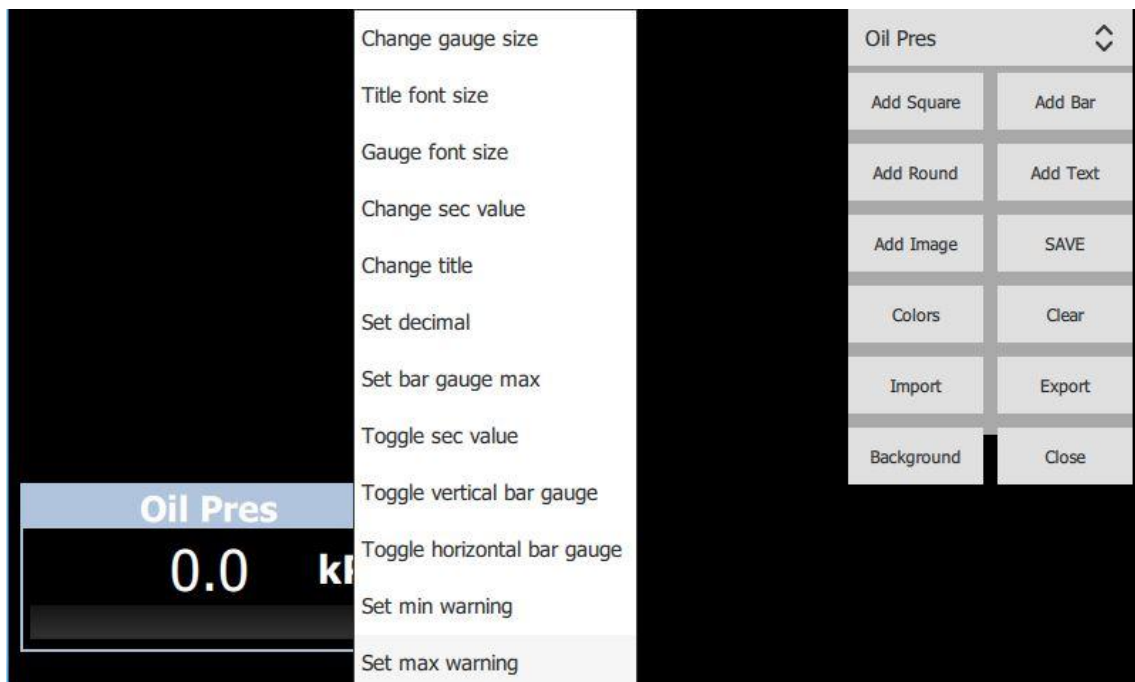 Change gauge size
Title font size
Gauge font size
Change sec value
Change title
Set decimal
Set bar gauge max
Toggle sec value
Toggle vertical bar gauge
Toggle horizontal bar gauge
Set min warning
Set max warning
Oil Pres
0.0
Oil Pres
Add Square Add Bar
Add Round Add Text
Add Image SAVE
Colors Clear
Import Export
Background Close